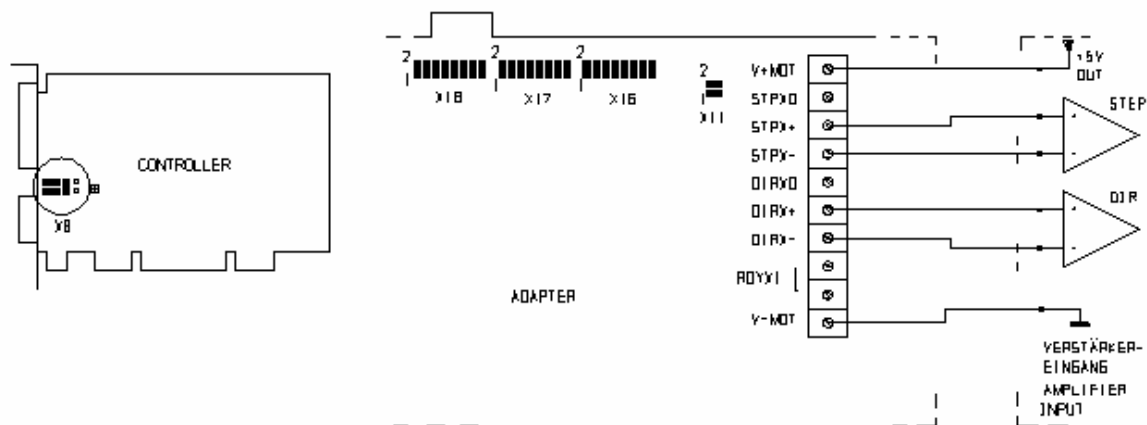 CONTROLLER
X8
2
X18
2
X17
2
X16
2
X11
ADAPTER
V+MOT
STPX0
STPX+
STPX-
DIRX0
DIRX+
DIRX-
RDYX1
V-MOT
+5V
OUT
STEP
+
-
DIR
+
-
VERSTÄRKER-
EINGANG
AMPLIFIER
INPUT